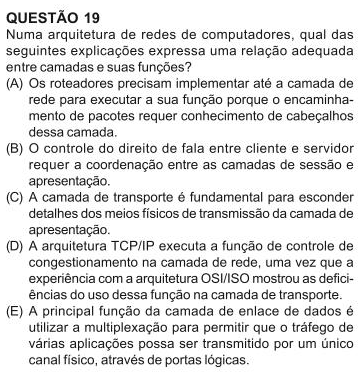 QUESTÃO 19
Numa arquitetura de redes de computadores, qual das
seguintes explicações expressa uma relação adequada
entre camadas e suas funções?
(A) Os roteadores precisam implementar até a camada de
rede para executar a sua função porque o encaminha-
mento de pacotes requer conhecimento de cabeçalhos
dessa camada.
(B) O controle do direito de fala entre cliente e servidor
requer a coordenação entre as camadas de sessão e
apresentação.
(C) A camada de transporte é fundamental para esconder
detalhes dos meios físicos de transmissão da camada de
apresentação.
(D) A arquitetura TCP/IP executa a função de controle de
congestionamento na camada de rede, uma vez que a
experiência com a arquitetura OSI/ISO mostrou as defici-
ências do uso dessa função na camada de transporte.
(E) A principal função da camada de enlace de dados é
utilizar a multiplexação para permitir que o tráfego de
várias aplicações possa ser transmitido por um único
canal físico, através de portas lógicas.